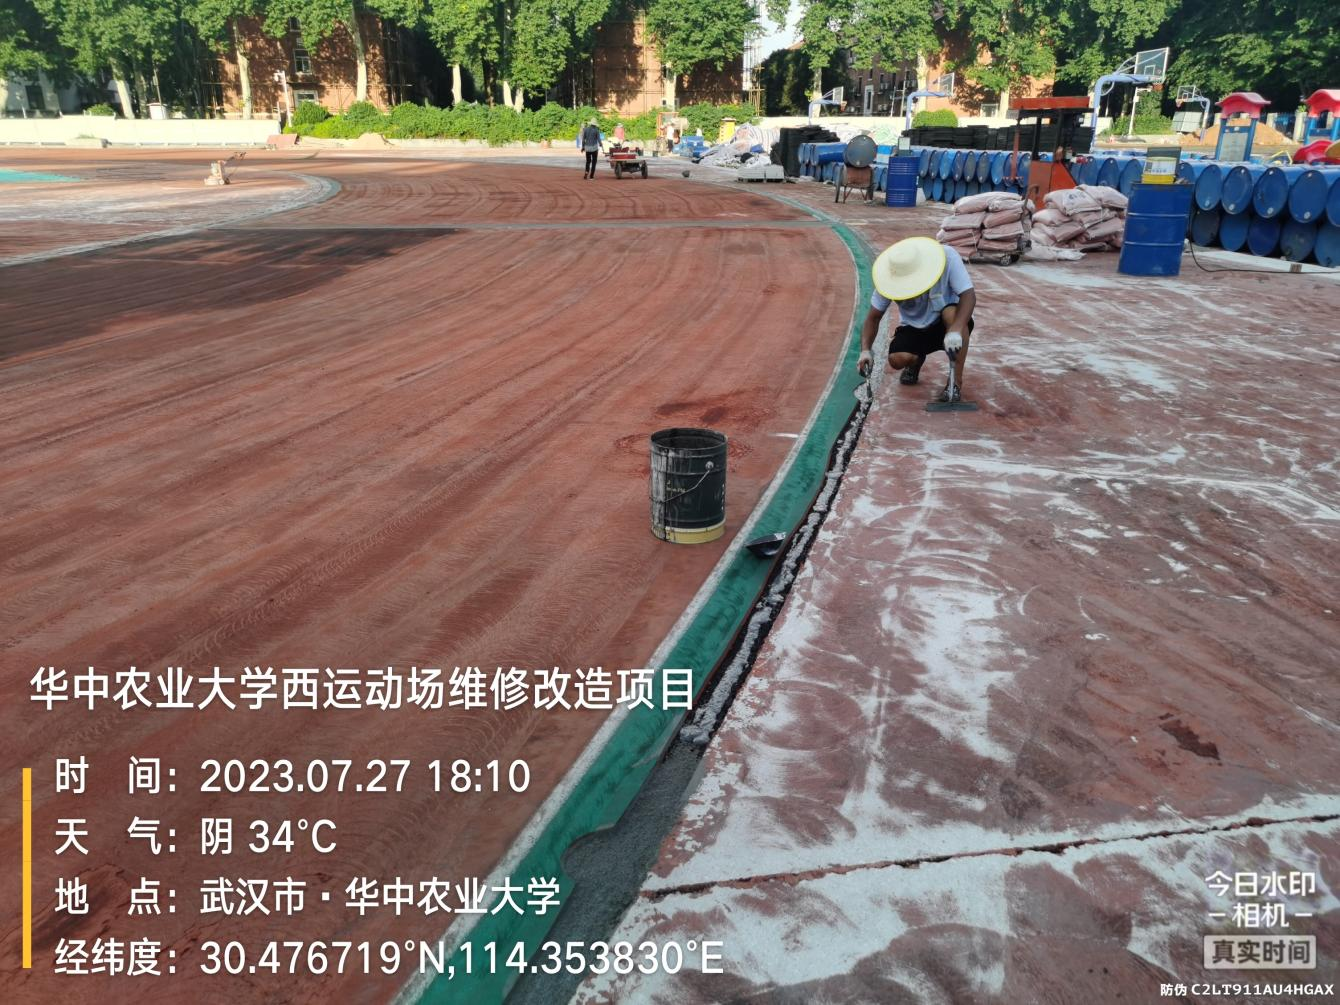 华中农业大学西运动场维修改造项目
时 间：2023.07.27 18:10
天 气：阴 34°C
地 点：武汉市·华中农业大学
经纬度：30.476719°N,114.353830°E
今日水印
-相机-
真实时间
防伪 C2LT911AU4HGAX